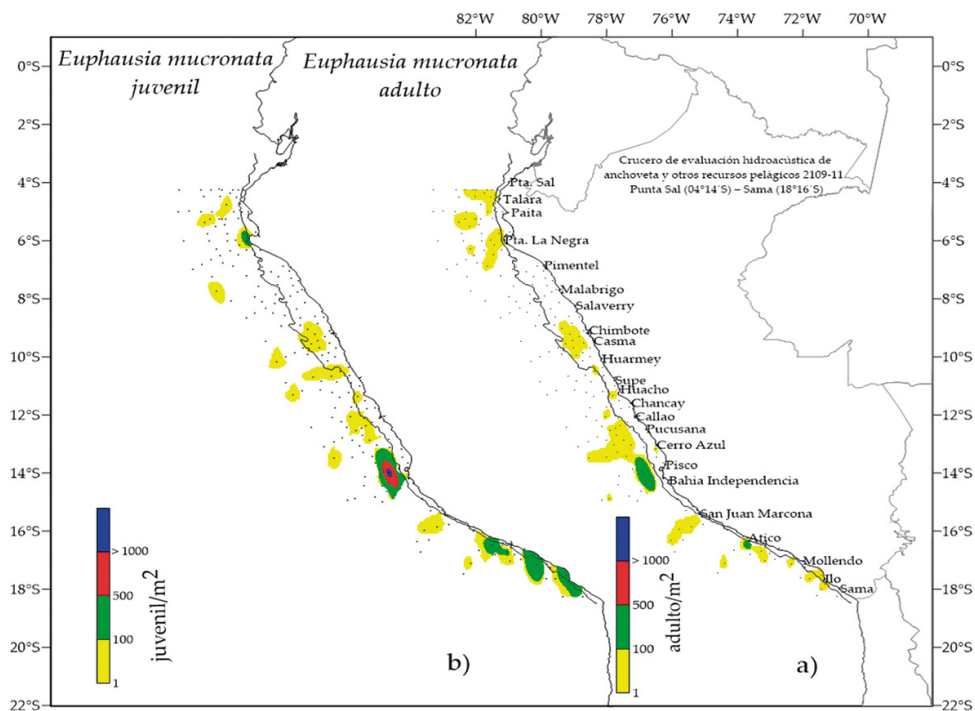 82°W 80°W 78°W 76°W 74°W 72°W 70°W
Euphausia mucronata
juvenil
Euphausia mucronata
adulto
Crucero de evaluación hidroacústica de
anchoveta y otros recursos pelágicos 2109-11.
Punta Sal (04°14´S) – Sama (18°16´S)
0°S
2°S
4°S
6°S
8°S
10°S
12°S
14°S
16°S
18°S
20°S
22°S
Pta. Sal
Talara
Paita
Pta. La Negra
Pimentel
Malabrigo
Salaverry
Chimbote
Casma
Huarmey
Supe
Huacho
Chancay
Callao
Pucusana
Cerro Azul
Pisco
Bahia Independencia
San Juan Marcona
Atico
Mollendo
Ilo
Sama
> 1000
500
100
1
juvenil/m2
b)
> 1000
500
100
1
adulto/m2
a)
0°S
2°S
4°S
6°S
8°S
10°S
12°S
14°S
16°S
18°S
20°S
22°S